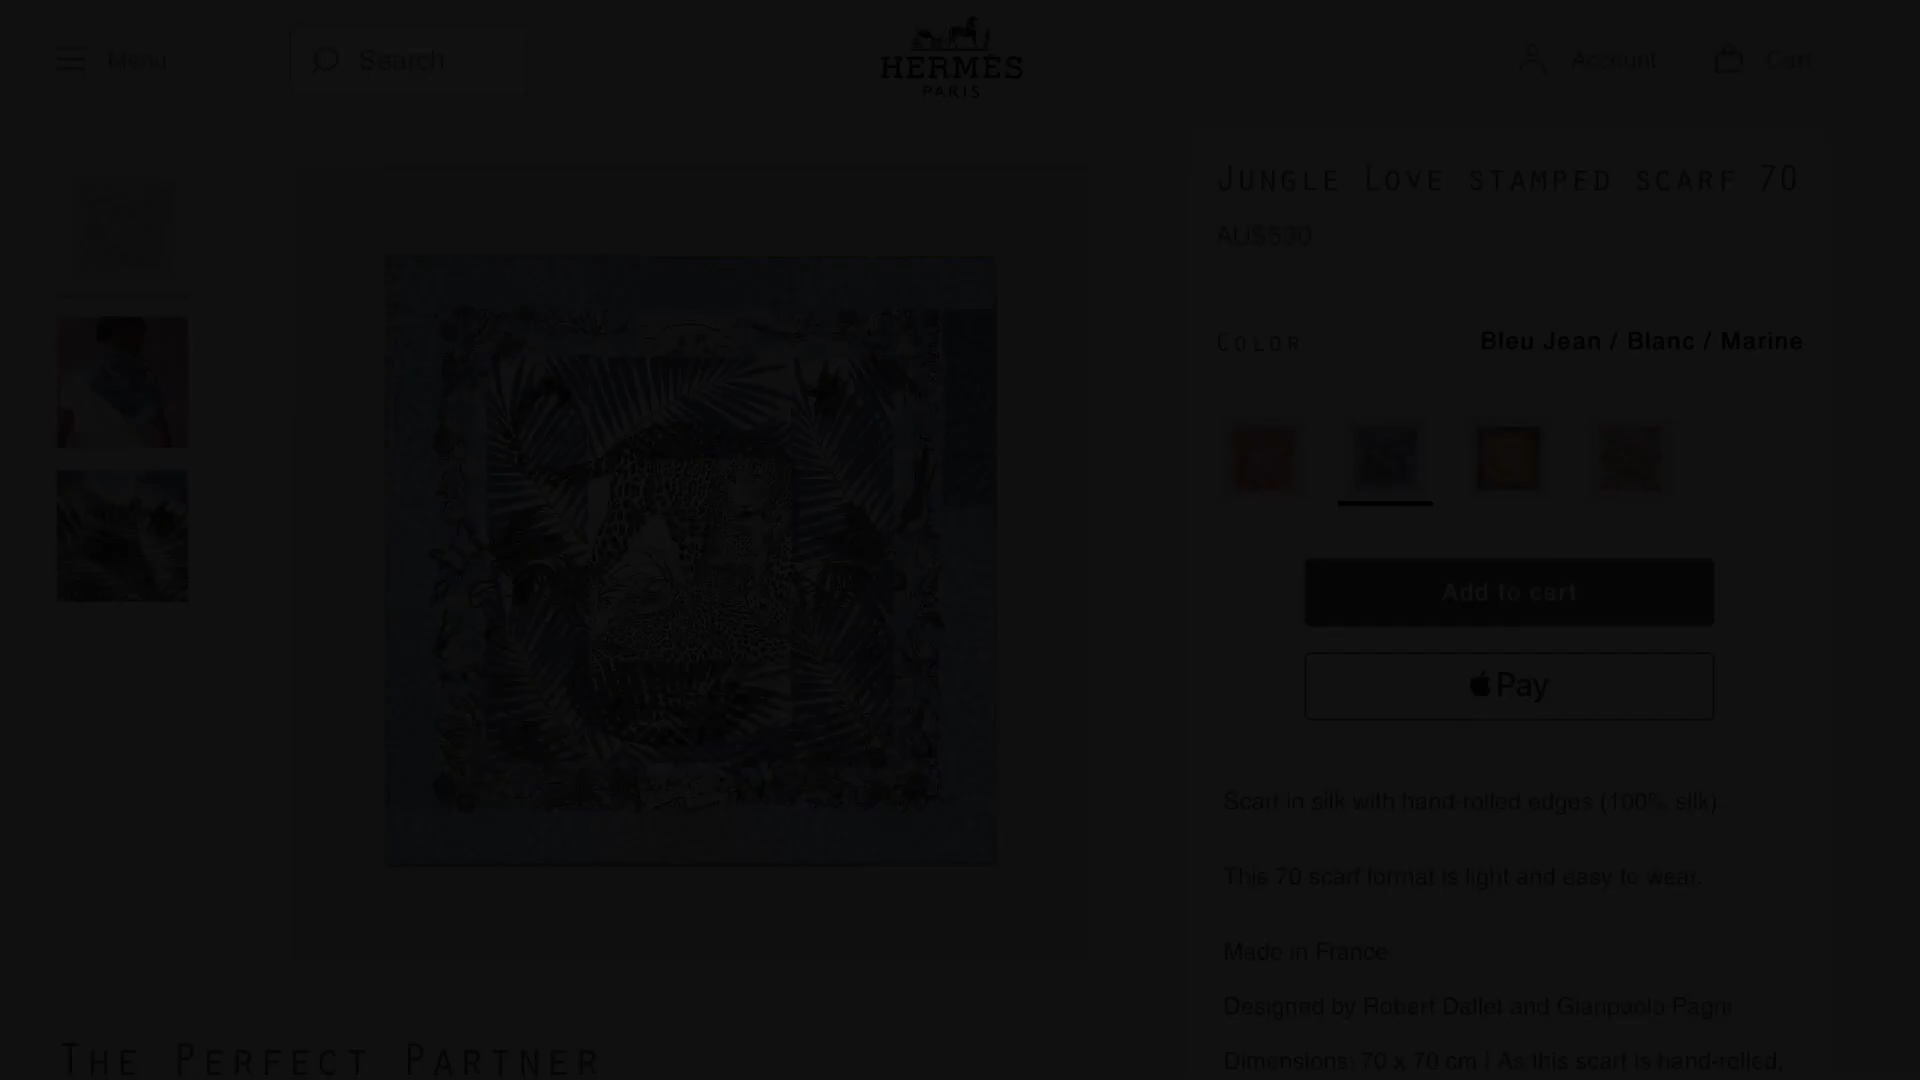 Menu
Search
HERMÈS
PARIS
Account
Cart
JUNGLE LOVE STAMPED SCARF 70
AU$530
COLOR
Bleu Jean / Blanc / Marine
Add to cart
Pay
Scarf in silk with hand-rolled edges (100% silk).
This 70 scarf format is light and easy to wear.
Made in France
Designed by Robert Dallet and Gianpaolo Pagni
Dimensions: 70 x 70 cm | As this scarf is hand-rolled,
THE PERFECT PARTNER